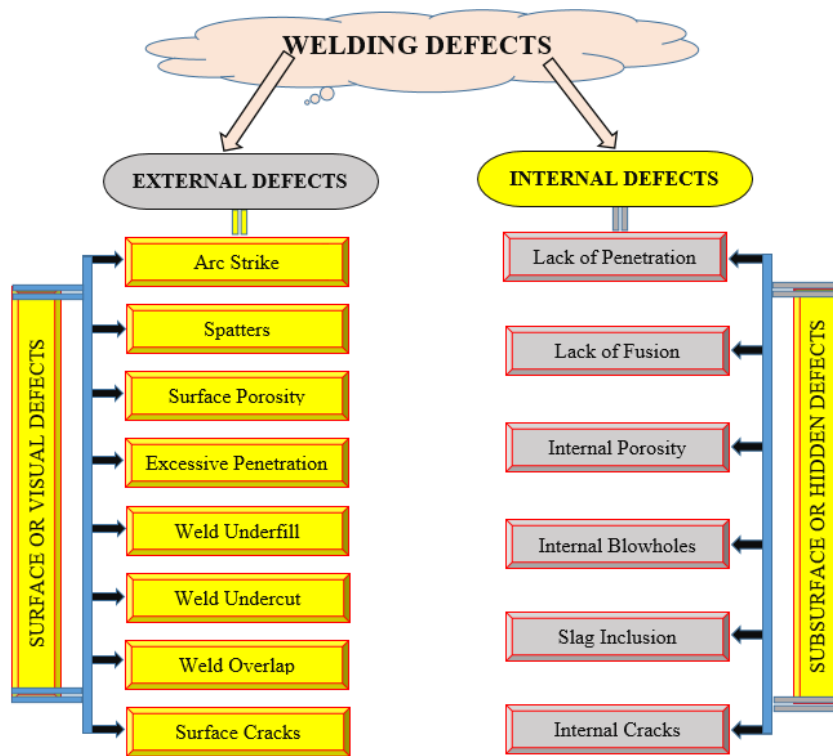 WELDING DEFECTS
EXTERNAL DEFECTS
INTERNAL DEFECTS
SURFACE OR VISUAL DEFECTS
Arc Strike
Spatters
Surface Porosity
Excessive Penetration
Weld Underfill
Weld Undercut
Weld Overlap
Surface Cracks
Lack of Penetration
Lack of Fusion
Internal Porosity
Internal Blowholes
Slag Inclusion
Internal Cracks
SUBSURFACE OR HIDDEN DEFECTS